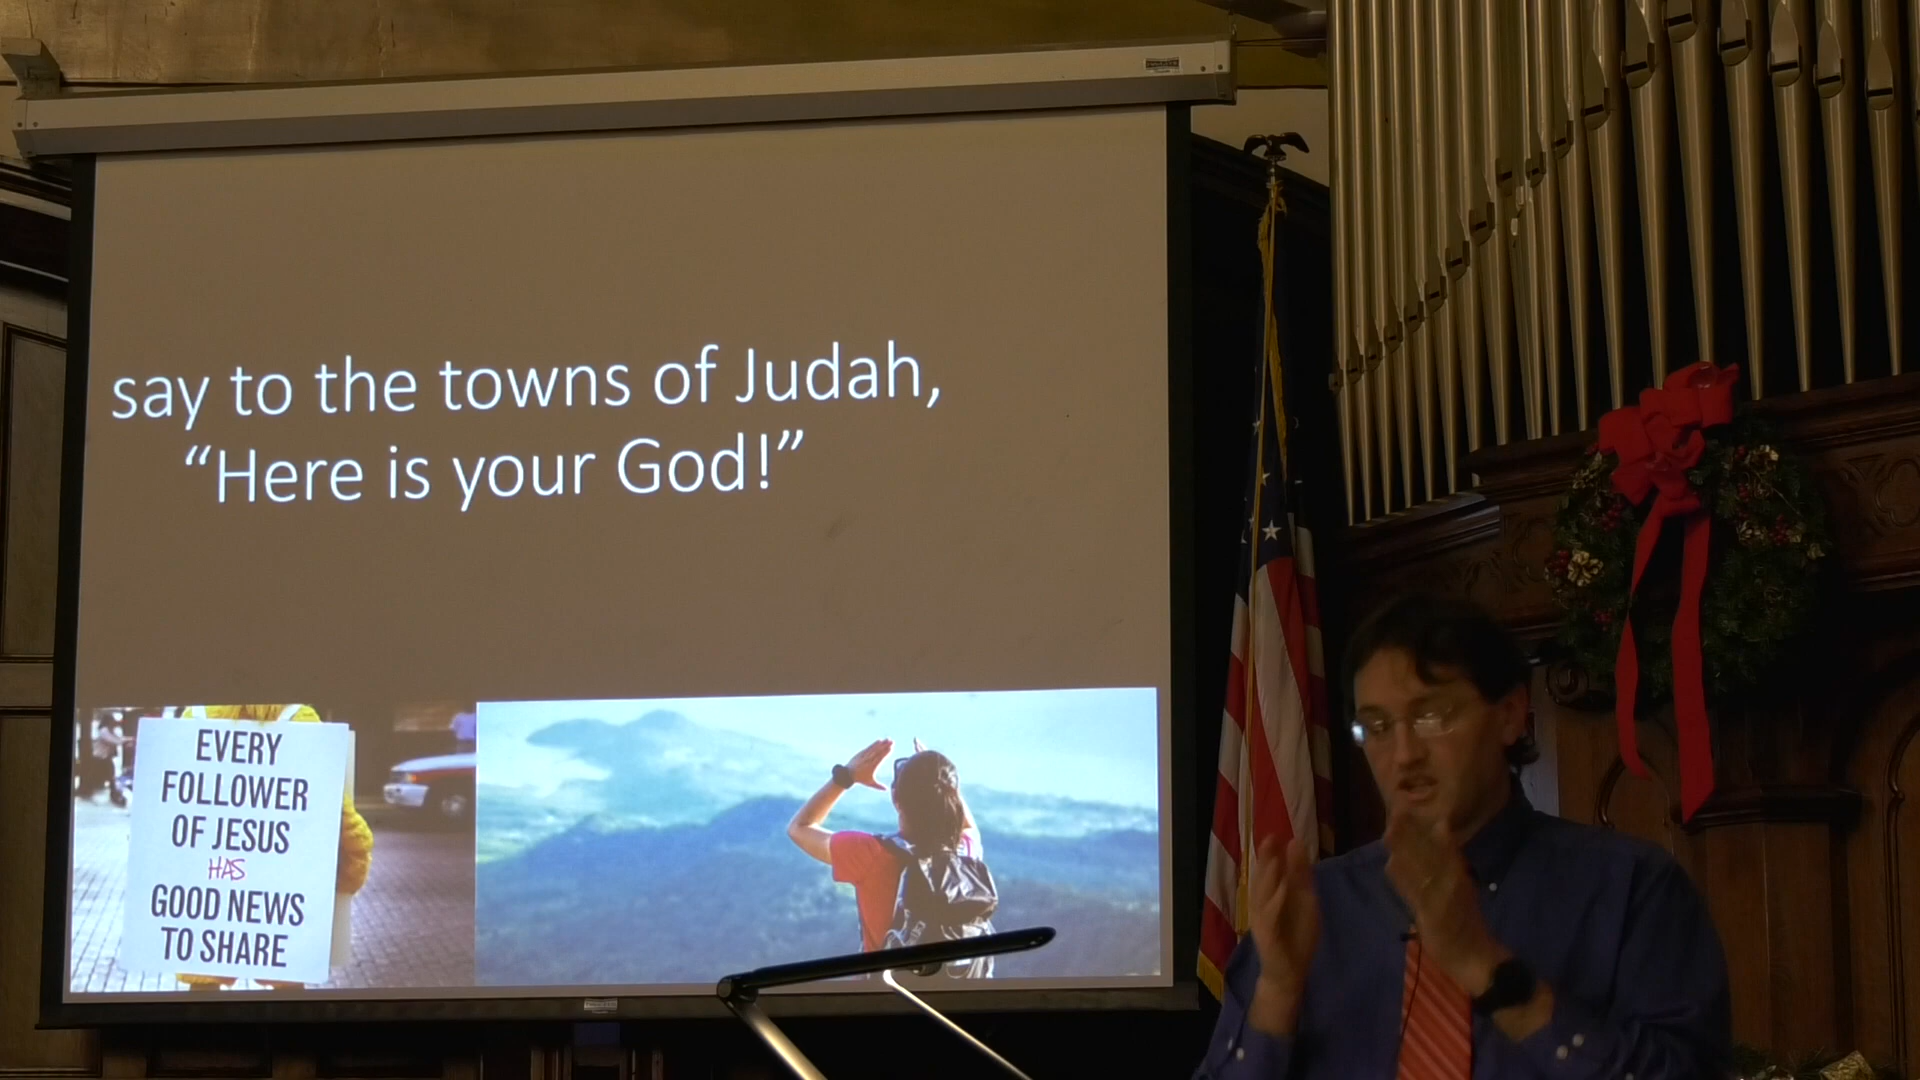 say to the towns of Judah,
“Here is your God!”
EVERY
FOLLOWER
OF JESUS
HAS
GOOD NEWS
TO SHARE